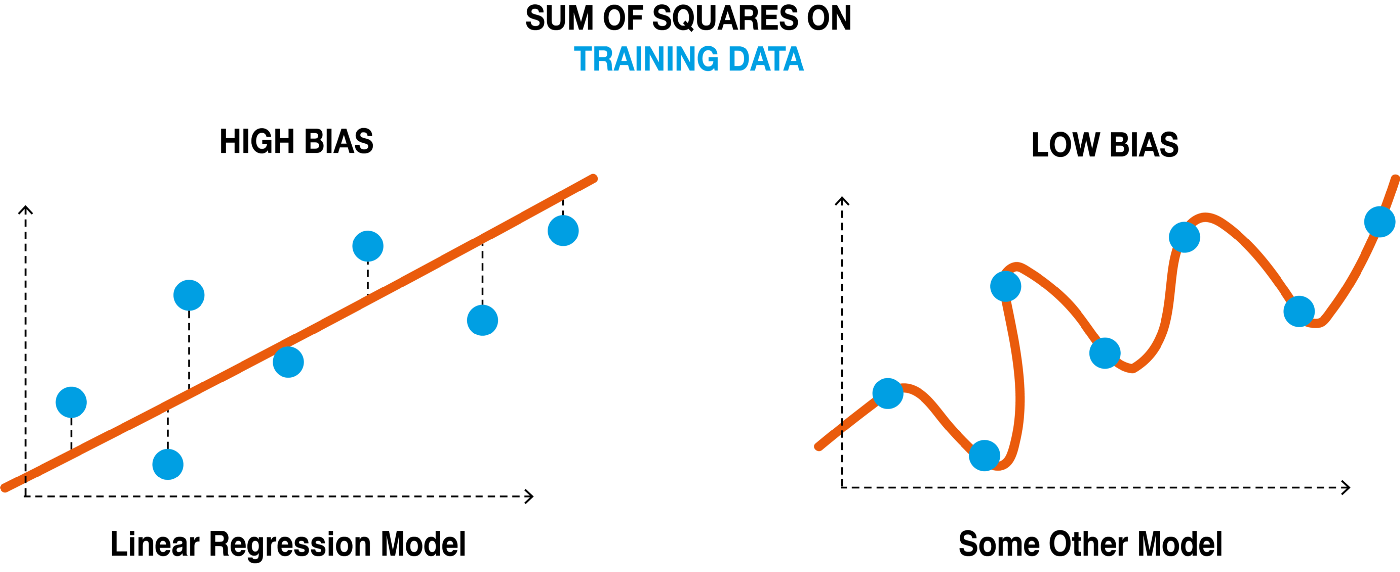 SUM OF SQUARES ON
TRAINING DATA
HIGH BIAS
LOW BIAS
Linear Regression Model
Some Other Model